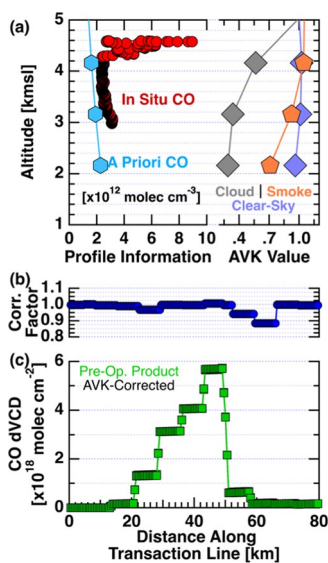 (a)
5
4
3
2
1
Altitude [kmsl]
In Situ CO
A Priori CO
[x10¹² molec cm⁻³]
Cloud | Smoke
Clear-Sky
0 2 4 6 8 10
.4 .7 1.0
Profile Information
AVK Value
(b)
1.1
1.0
0.9
0.8
Corr.
Factor
(c)
6
4
2
0
CO dVCD
[x10¹⁸ molec cm⁻²]
Pre-Op. Product
AVK-Corrected
0 20 40 60 80
Distance Along
Transaction Line [km]